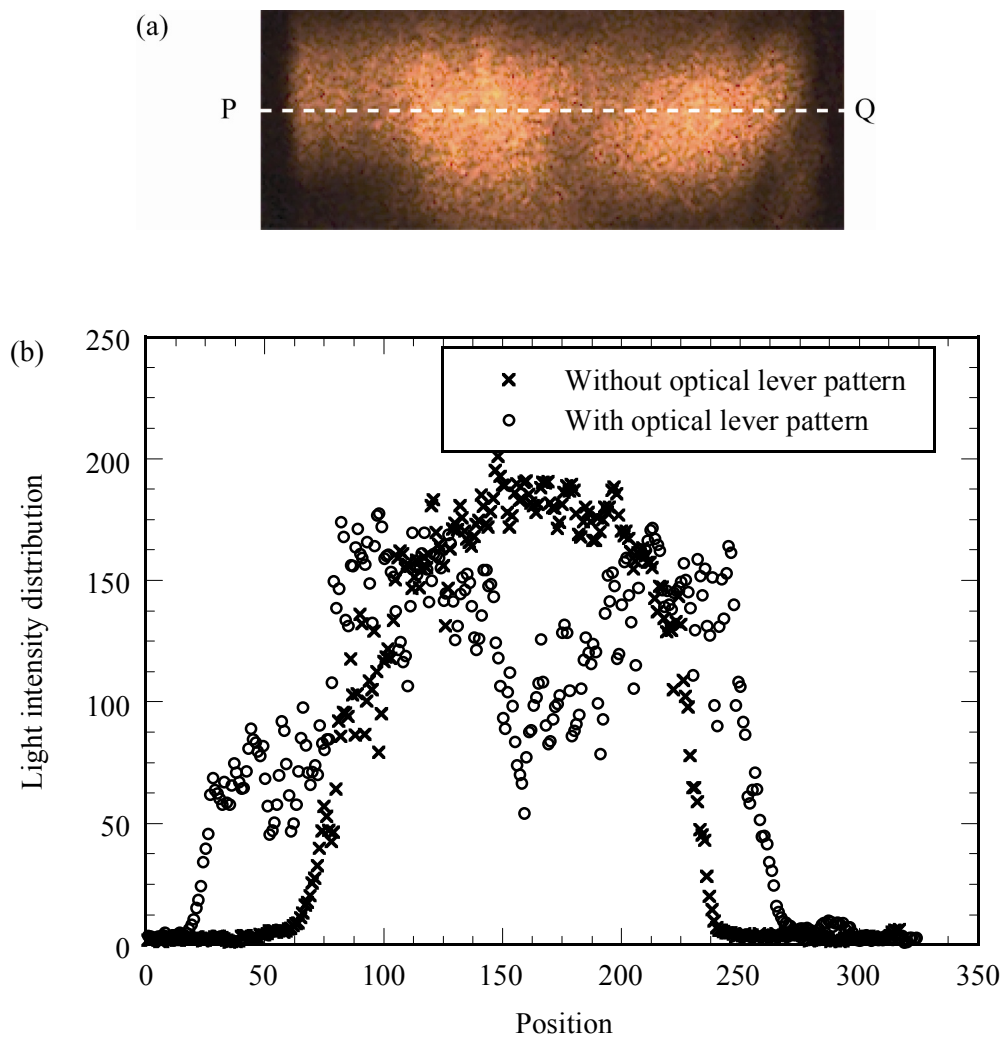 (a)
P
Q
(b)
250
200
150
100
50
0
Light intensity distribution
Without optical lever pattern
With optical lever pattern
0 50 100 150 200 250 300 350
Position